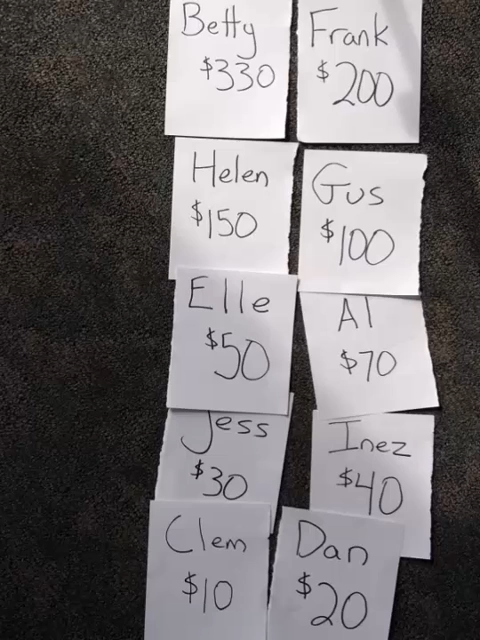 Betty
$330
Frank
$200
Helen
$150
Gus
$100
Elle
$50
Al
$70
Jess
$30
Inez
$40
Clem
$10
Dan
$20